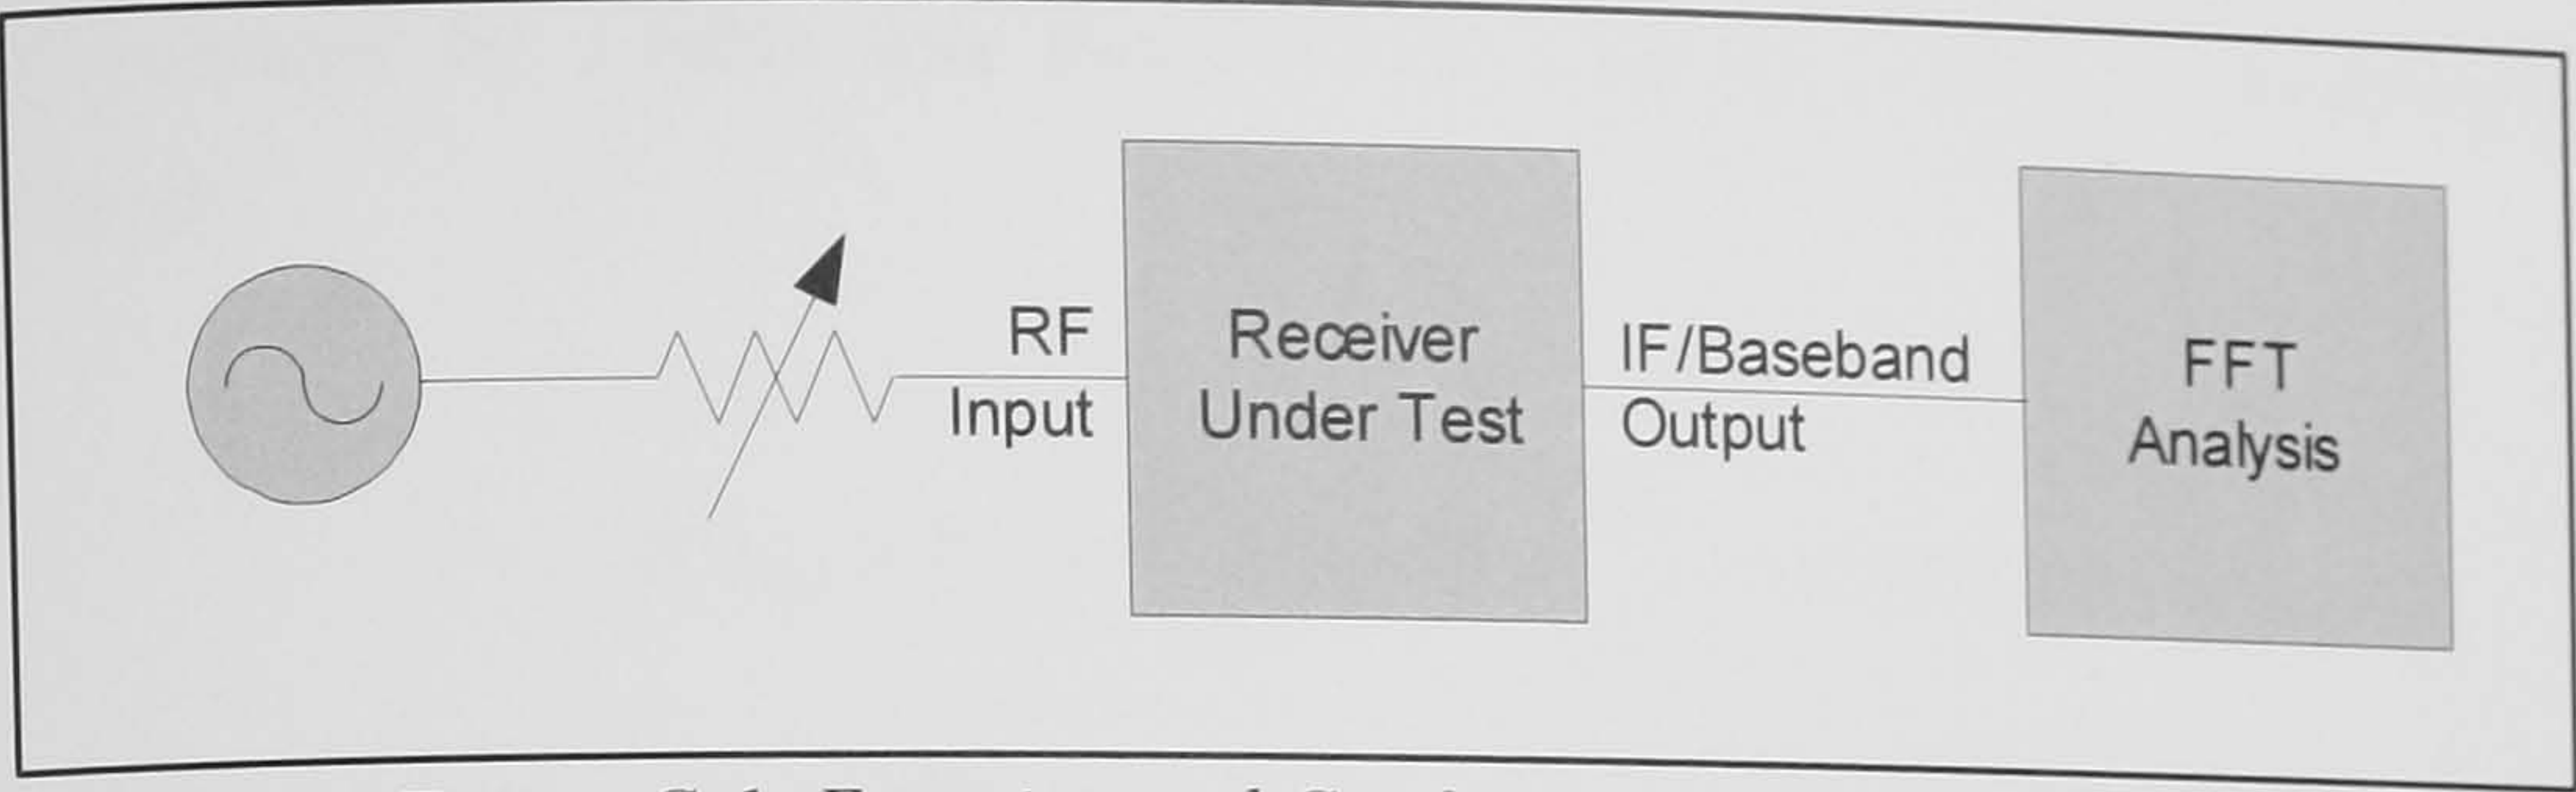 RF
Input
Receiver
Under Test
IF/Baseband
Output
FFT
Analysis